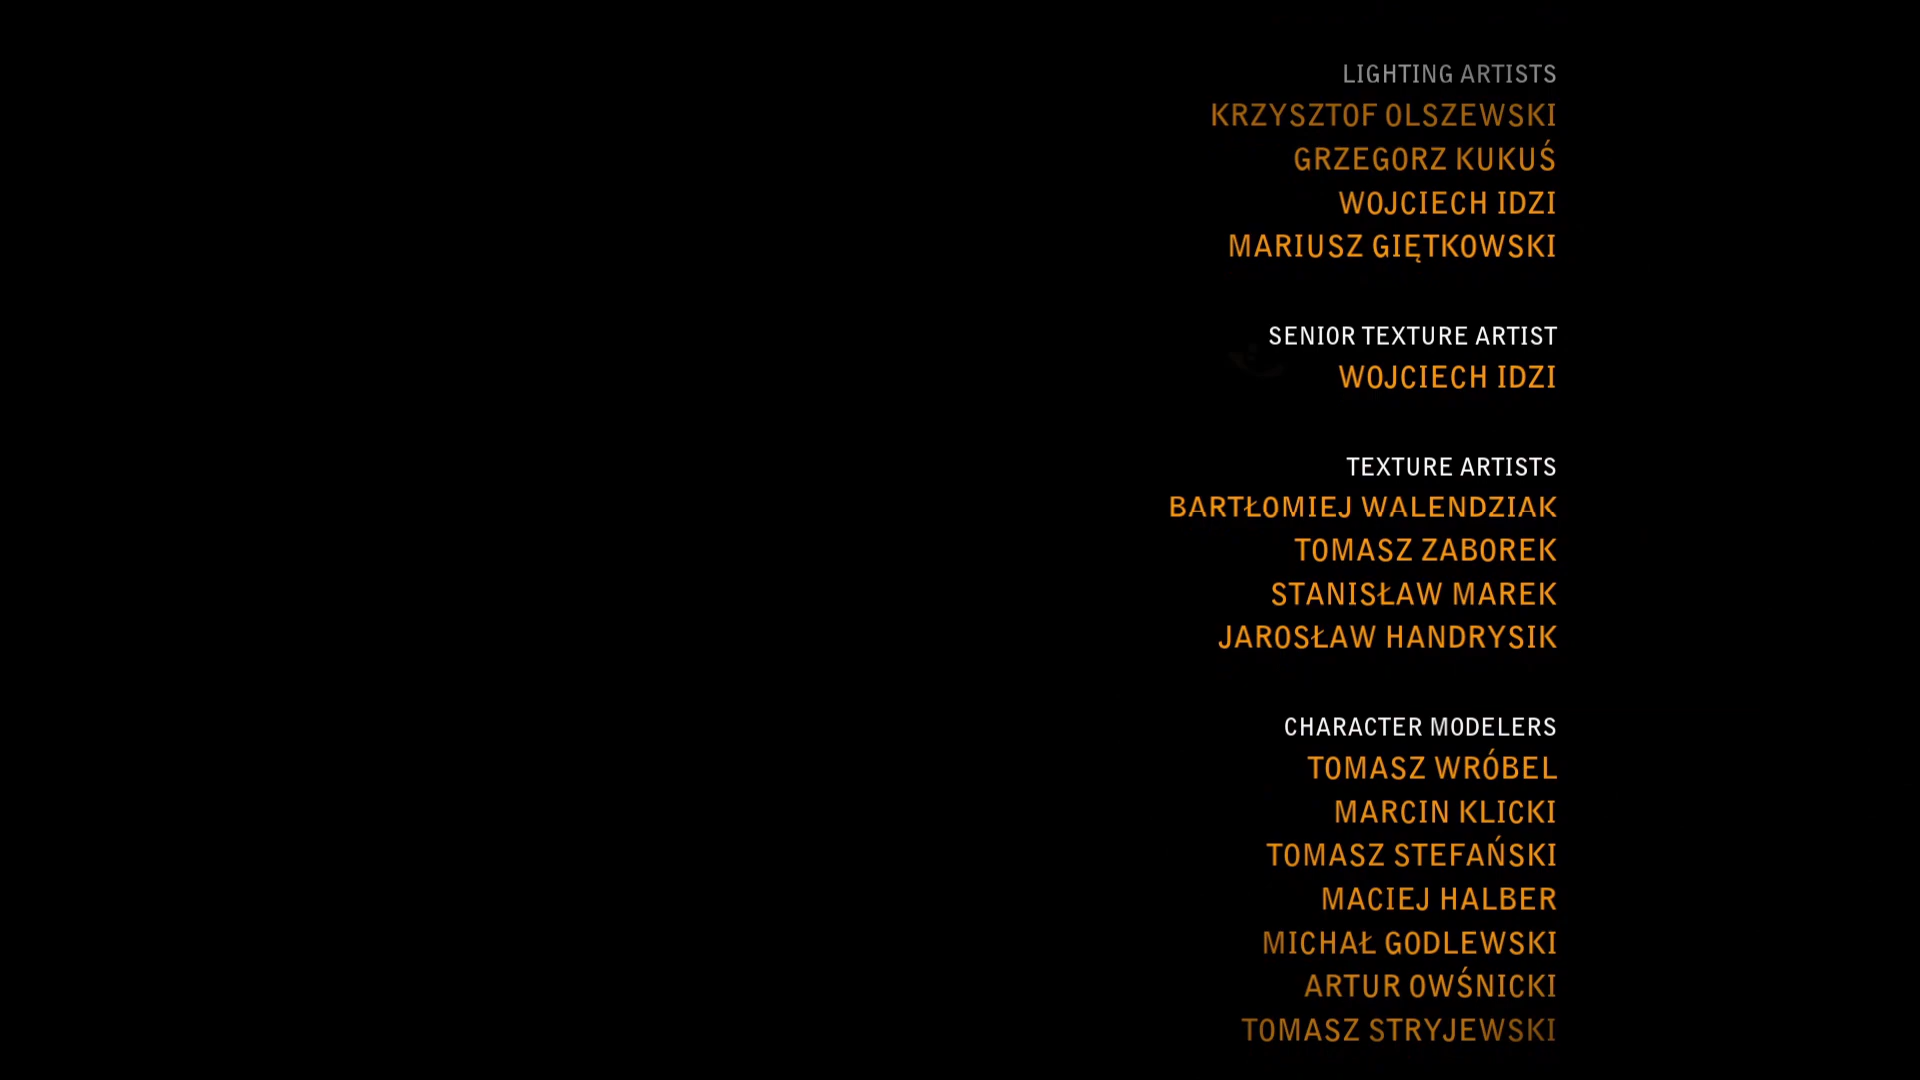 LIGHTING ARTISTS
KRZYSZTOF OLSZEWSKI
GRZEGORZ KUKUŚ
WOJCIECH IDZI
MARIUSZ GIĘTKOWSKI
SENIOR TEXTURE ARTIST
WOJCIECH IDZI
TEXTURE ARTISTS
BARTŁOMIEJ WALENDZIAK
TOMASZ ZABOREK
STANISŁAW MAREK
JAROSŁAW HANDRYSIK
CHARACTER MODELERS
TOMASZ WRÓBEL
MARCIN KLICKI
TOMASZ STEFAŃSKI
MACIEJ HALBER
MICHAŁ GODLEWSKI
ARTUR OWŚNICKI
TOMASZ STRYJEWSKI